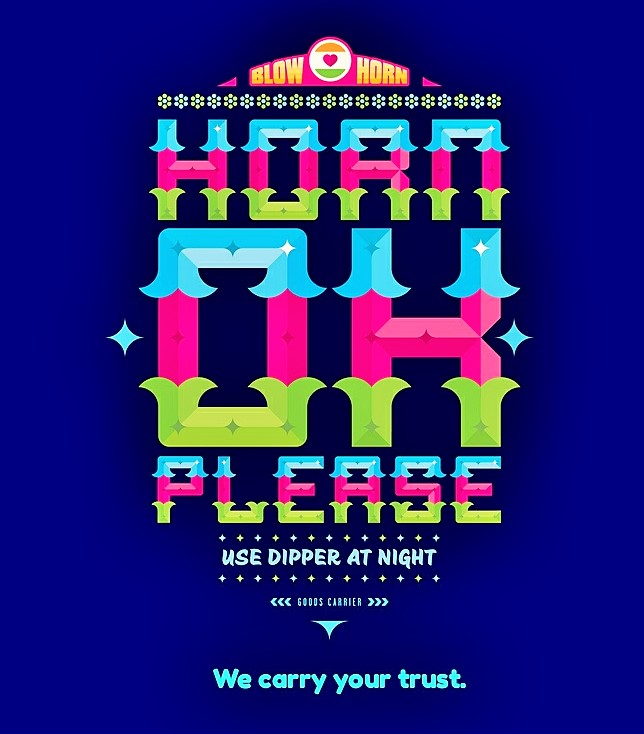 BLOW HORN
HORN
OK
PLEASE
USE DIPPER AT NIGHT
GOODS CARRIER
We carry your trust.